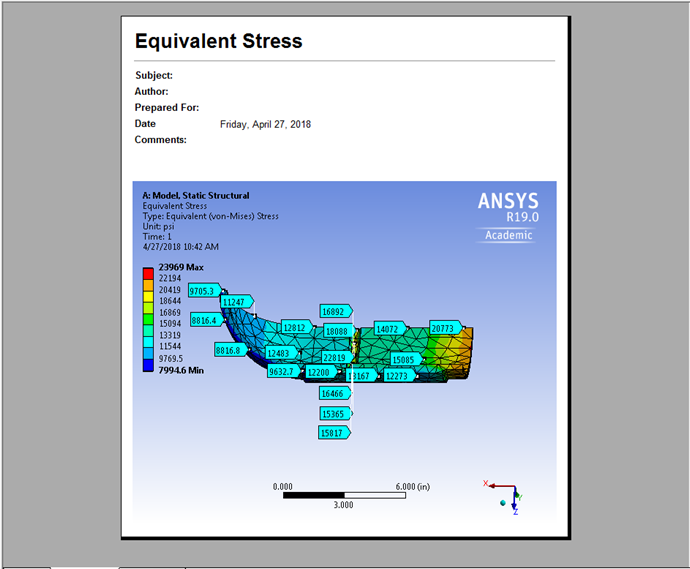 Equivalent Stress
Subject:
Author:
Prepared For:
Date Friday, April 27, 2018
Comments:
A: Model, Static Structural
Equivalent Stress
Type: Equivalent (von-Mises) Stress
Unit: psi
Time: 1
4/27/2018 10:42 AM
ANSYS
R19.0
Academic
23969 Max
22194
20419
18644
16869
15094
13319
11544
9769.5
7994.6 Min
9705.3
11247
16892
8816.4
12812
18088
14072
20773
8816.8
12483
22819
15085
9632.7
12200
13167
12273
16466
15365
15817
0.000
6.000 (in)
3.000
X
Y
Z